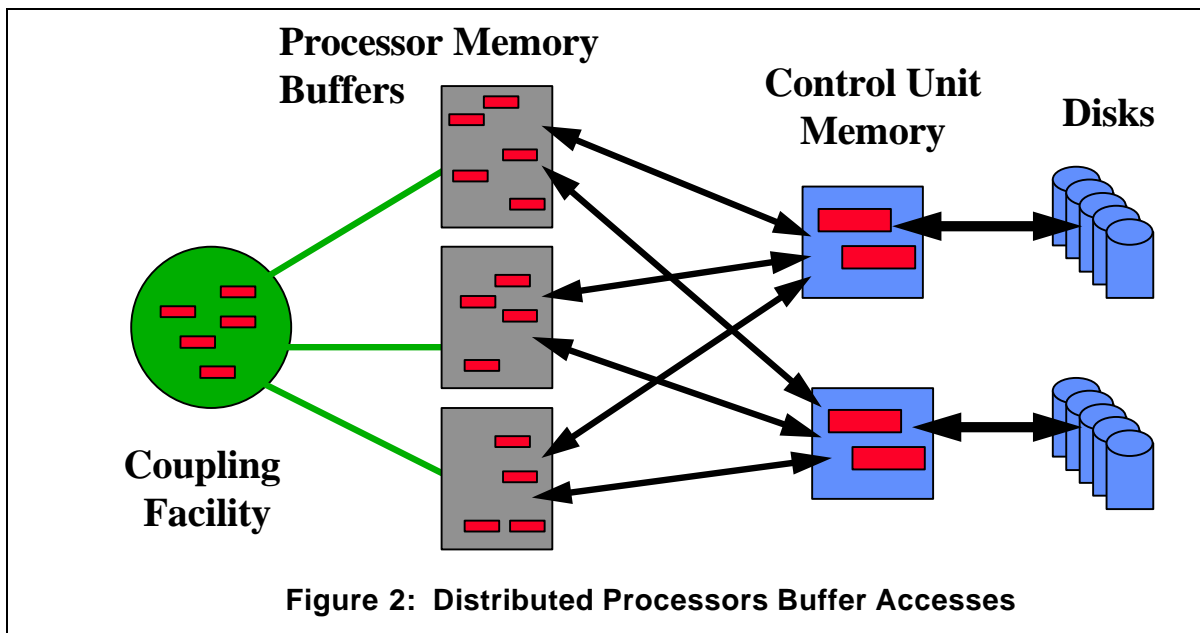 Processor Memory
Buffers
Control Unit
Memory
Disks
Coupling
Facility
Figure 2:  Distributed Processors Buffer Accesses